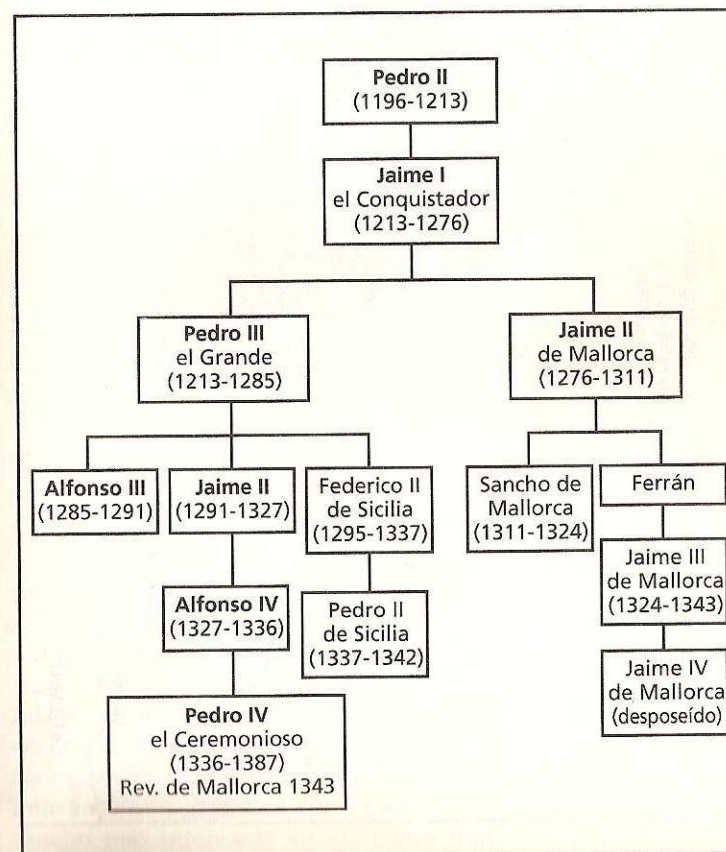 Pedro II
(1196-1213)
Jaime I
el Conquistador
(1213-1276)
Pedro III
el Grande
(1213-1285)
Jaime II
de Mallorca
(1276-1311)
Alfonso III
(1285-1291)
Jaime II
(1291-1327)
Federico II
de Sicilia
(1295-1337)
Sancho de
Mallorca
(1311-1324)
Ferrán
Jaime III
de Mallorca
(1324-1343)
Alfonso IV
(1327-1336)
Pedro II
de Sicilia
(1337-1342)
Jaime IV
de Mallorca
(desposeído)
Pedro IV
el Ceremonioso
(1336-1387)
Rev. de Mallorca 1343